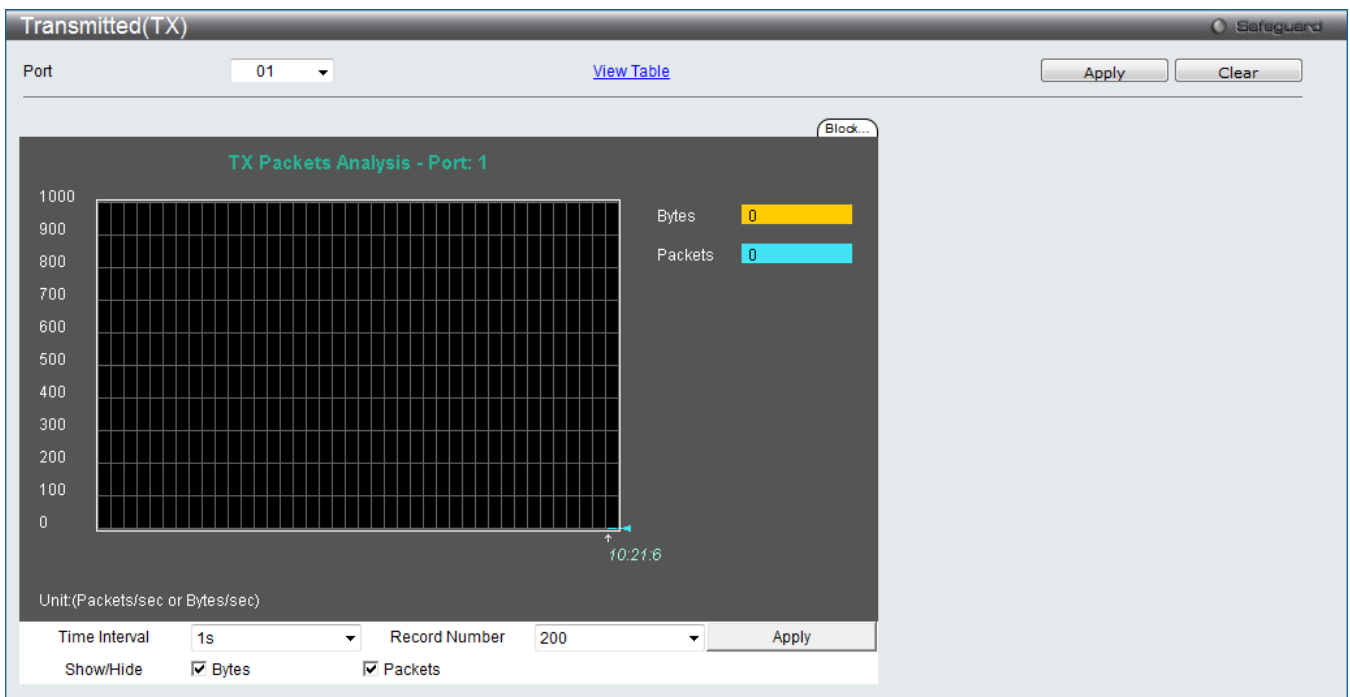 Transmitted(TX)
Safeguard
Port 01 View Table Apply Clear
Block...
TX Packets Analysis - Port: 1
1000
900
800
700
600
500
400
300
200
100
0
Bytes 0
Packets 0
10:21:6
Unit:(Packets/sec or Bytes/sec)
Time Interval 1s Record Number 200 Apply
Show/Hide Bytes Packets